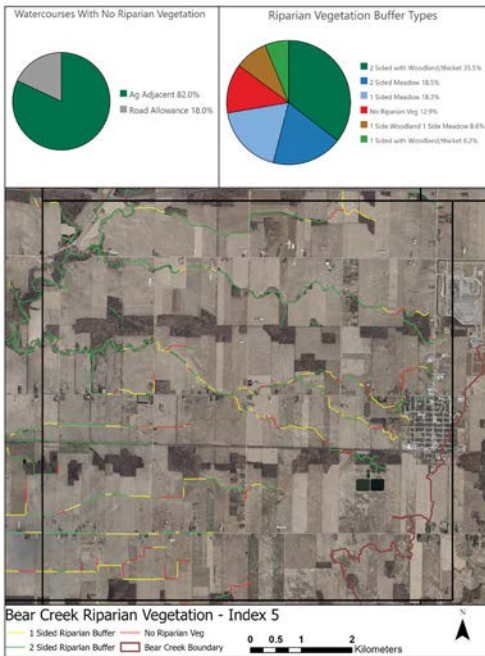 Watercourses With No Riparian Vegetation
Ag Adjacent 82.0%
Road Allowance 18.0%
Riparian Vegetation Buffer Types
2 Sided with Woodland/thicket 35.5%
2 Sided Meadow 18.5%
1 Sided Meadow 18.3%
No Riparian Veg 12.9%
1 Side Woodland 1 Side Meadow 8.6%
1 Sided with Woodland/thicket 6.2%
Bear Creek Riparian Vegetation - Index 5
1 Sided Riparian Buffer
No Riparian Veg
2 Sided Riparian Buffer
Bear Creek Boundary
0 0.5 1 2
Kilometers
N